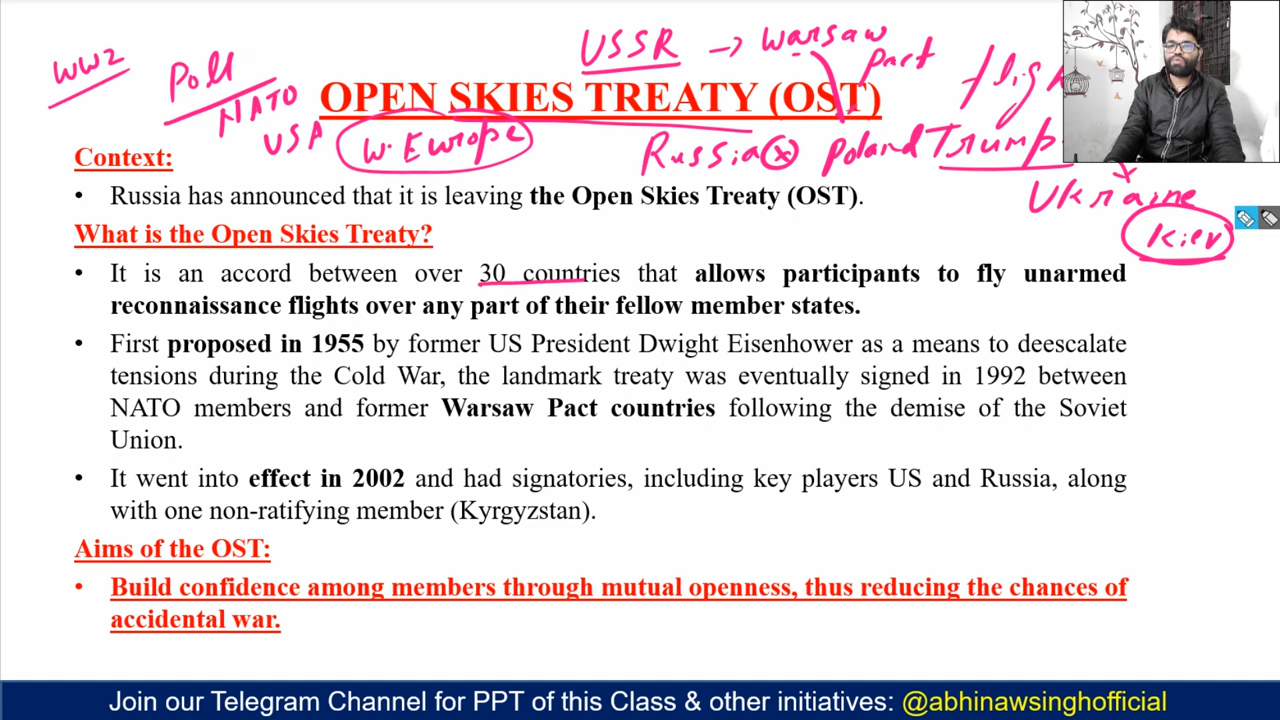 USSR → Warsaw
WW2
Poll
part
fligh
NATO
OPEN SKIES TREATY (OST)
USA
W. Europe
Russia
Poland
Trump
Context:
Ukraine
• Russia has announced that it is leaving the Open Skies Treaty (OST).
Kiev
What is the Open Skies Treaty?
• It is an accord between over 30 countries that allows participants to fly unarmed
reconnaissance flights over any part of their fellow member states.
• First proposed in 1955 by former US President Dwight Eisenhower as a means to deescalate
tensions during the Cold War, the landmark treaty was eventually signed in 1992 between
NATO members and former Warsaw Pact countries following the demise of the Soviet
Union.
• It went into effect in 2002 and had signatories, including key players US and Russia, along
with one non-ratifying member (Kyrgyzstan).
Aims of the OST:
• Build confidence among members through mutual openness, thus reducing the chances of
accidental war.
Join our Telegram Channel for PPT of this Class & other initiatives: @abhinawsinghofficial